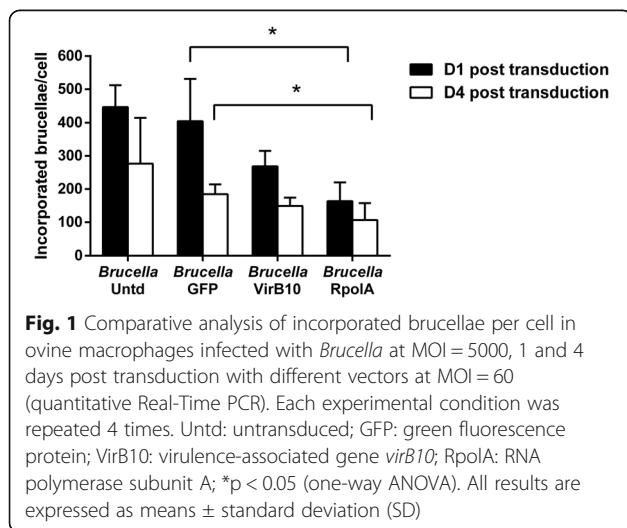 600
500
400
300
200
100
0
Incorporated brucellae/cell
*
*
D1 post transduction
D4 post transduction
Brucella Untd
Brucella GFP
Brucella VirB10
Brucella RpolA
Fig. 1 Comparative analysis of incorporated brucellae per cell in
ovine macrophages infected with Brucella at MOI = 5000, 1 and 4
days post transduction with different vectors at MOI = 60
(quantitative Real-Time PCR). Each experimental condition was
repeated 4 times. Untd: untransduced; GFP: green fluorescence
protein; VirB10: virulence-associated gene virB10; RpolA: RNA
polymerase subunit A; *p < 0.05 (one-way ANOVA). All results are
expressed as means ± standard deviation (SD)